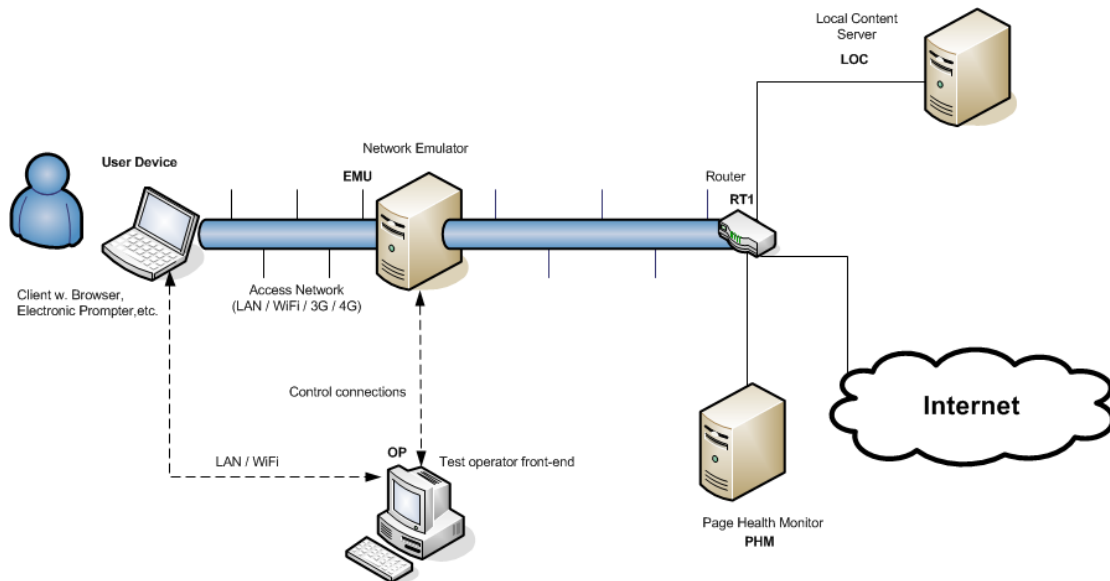 Local Content
Server
LOC
Network Emulator
User Device
EMU
Router
RT1
Access Network
(LAN / WiFi / 3G / 4G)
Client w. Browser,
Electronic Prompter,etc.
Control connections
Internet
OP
LAN / WiFi
Test operator front-end
Page Health Monitor
PHM